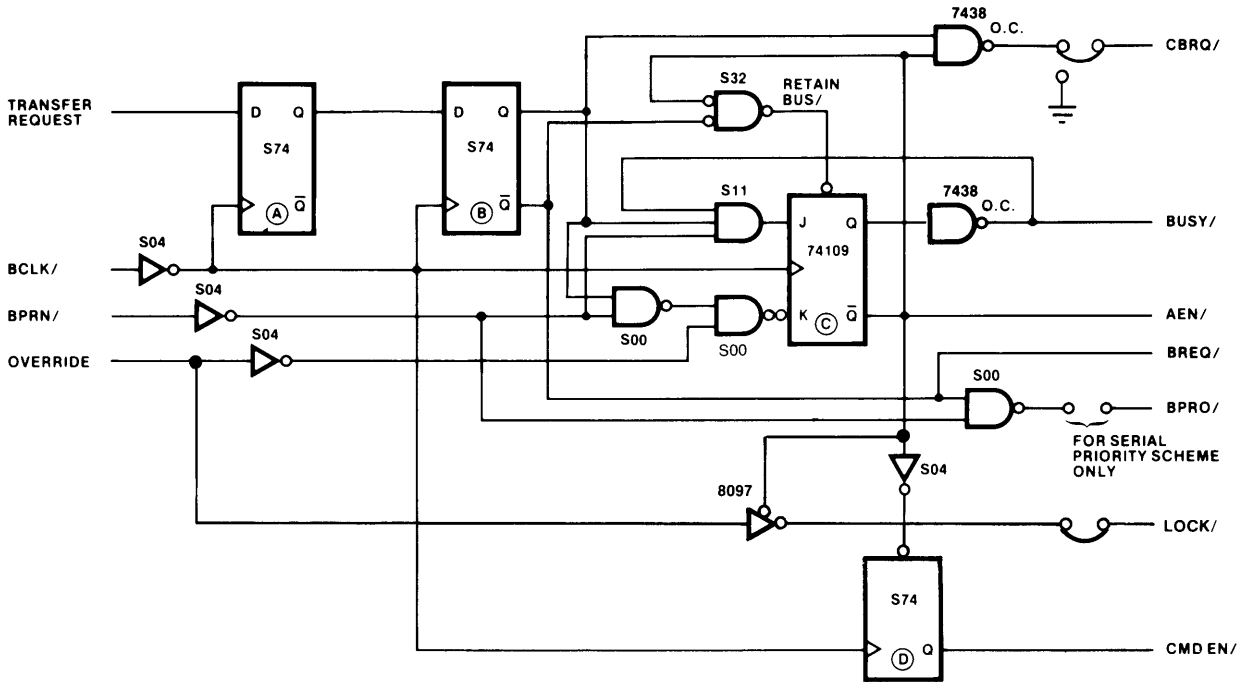 7438
O.C.
CBRQ/
S32
RETAIN
BUS/
TRANSFER
REQUEST
D Q
S74
A Q̅
D Q
S74
B Q̅
S11
7438
O.C.
J Q
74109
K C Q̅
BUSY/
S04
BCLK/
S04
BPRN/
S04
OVERRIDE
S00
S00
AEN/
BREQ/
S00
BPRO/
FOR SERIAL
PRIORITY SCHEME
ONLY
S04
8097
LOCK/
S74
D Q
CMD EN/